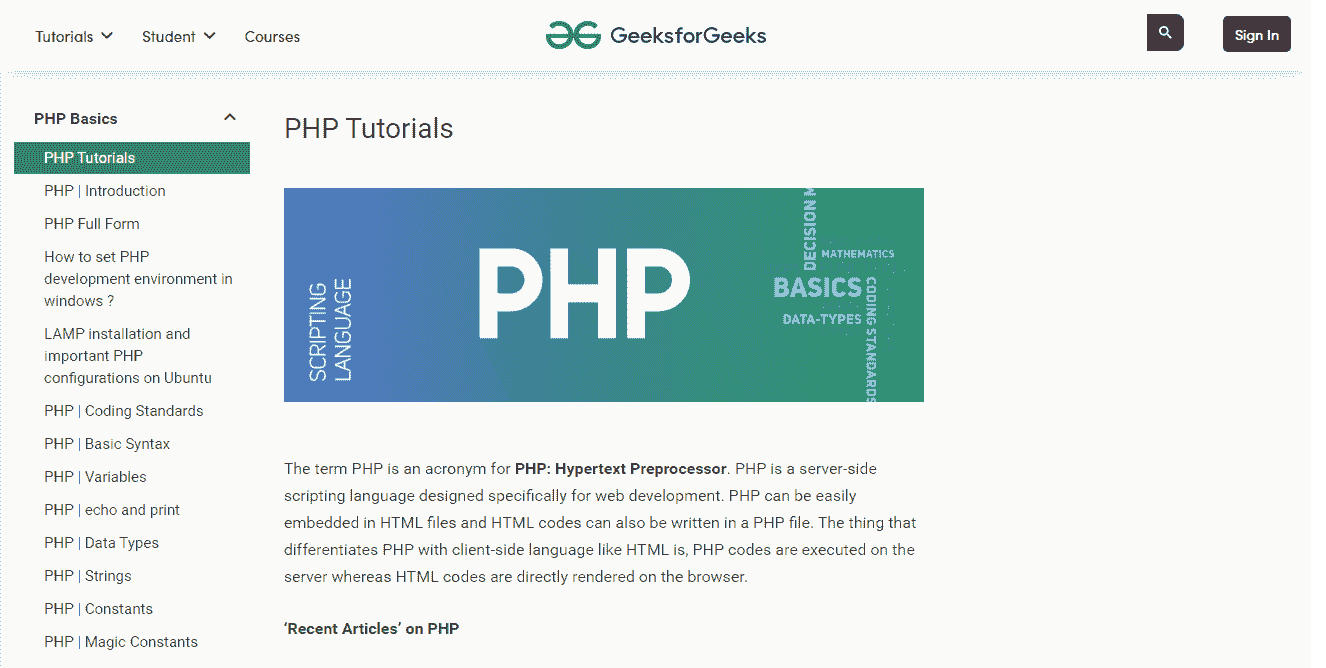 Tutorials
Student
Courses
GeeksforGeeks
Sign In
PHP Basics
PHP Tutorials
PHP | Introduction
PHP Full Form
How to set PHP
development environment in
windows ?
LAMP installation and
important PHP
configurations on Ubuntu
PHP | Coding Standards
PHP | Basic Syntax
PHP | Variables
PHP | echo and print
PHP | Data Types
PHP | Strings
PHP | Constants
PHP | Magic Constants
PHP Tutorials
SCRIPTING
LANGUAGE
PHP
DECISION M
MATHEMATICS
BASICS
DATA-TYPES
CODING STANDARDS
The term PHP is an acronym for PHP: Hypertext Preprocessor. PHP is a server-side
scripting language designed specifically for web development. PHP can be easily
embedded in HTML files and HTML codes can also be written in a PHP file. The thing that
differentiates PHP with client-side language like HTML is, PHP codes are executed on the
server whereas HTML codes are directly rendered on the browser.
‘Recent Articles’ on PHP